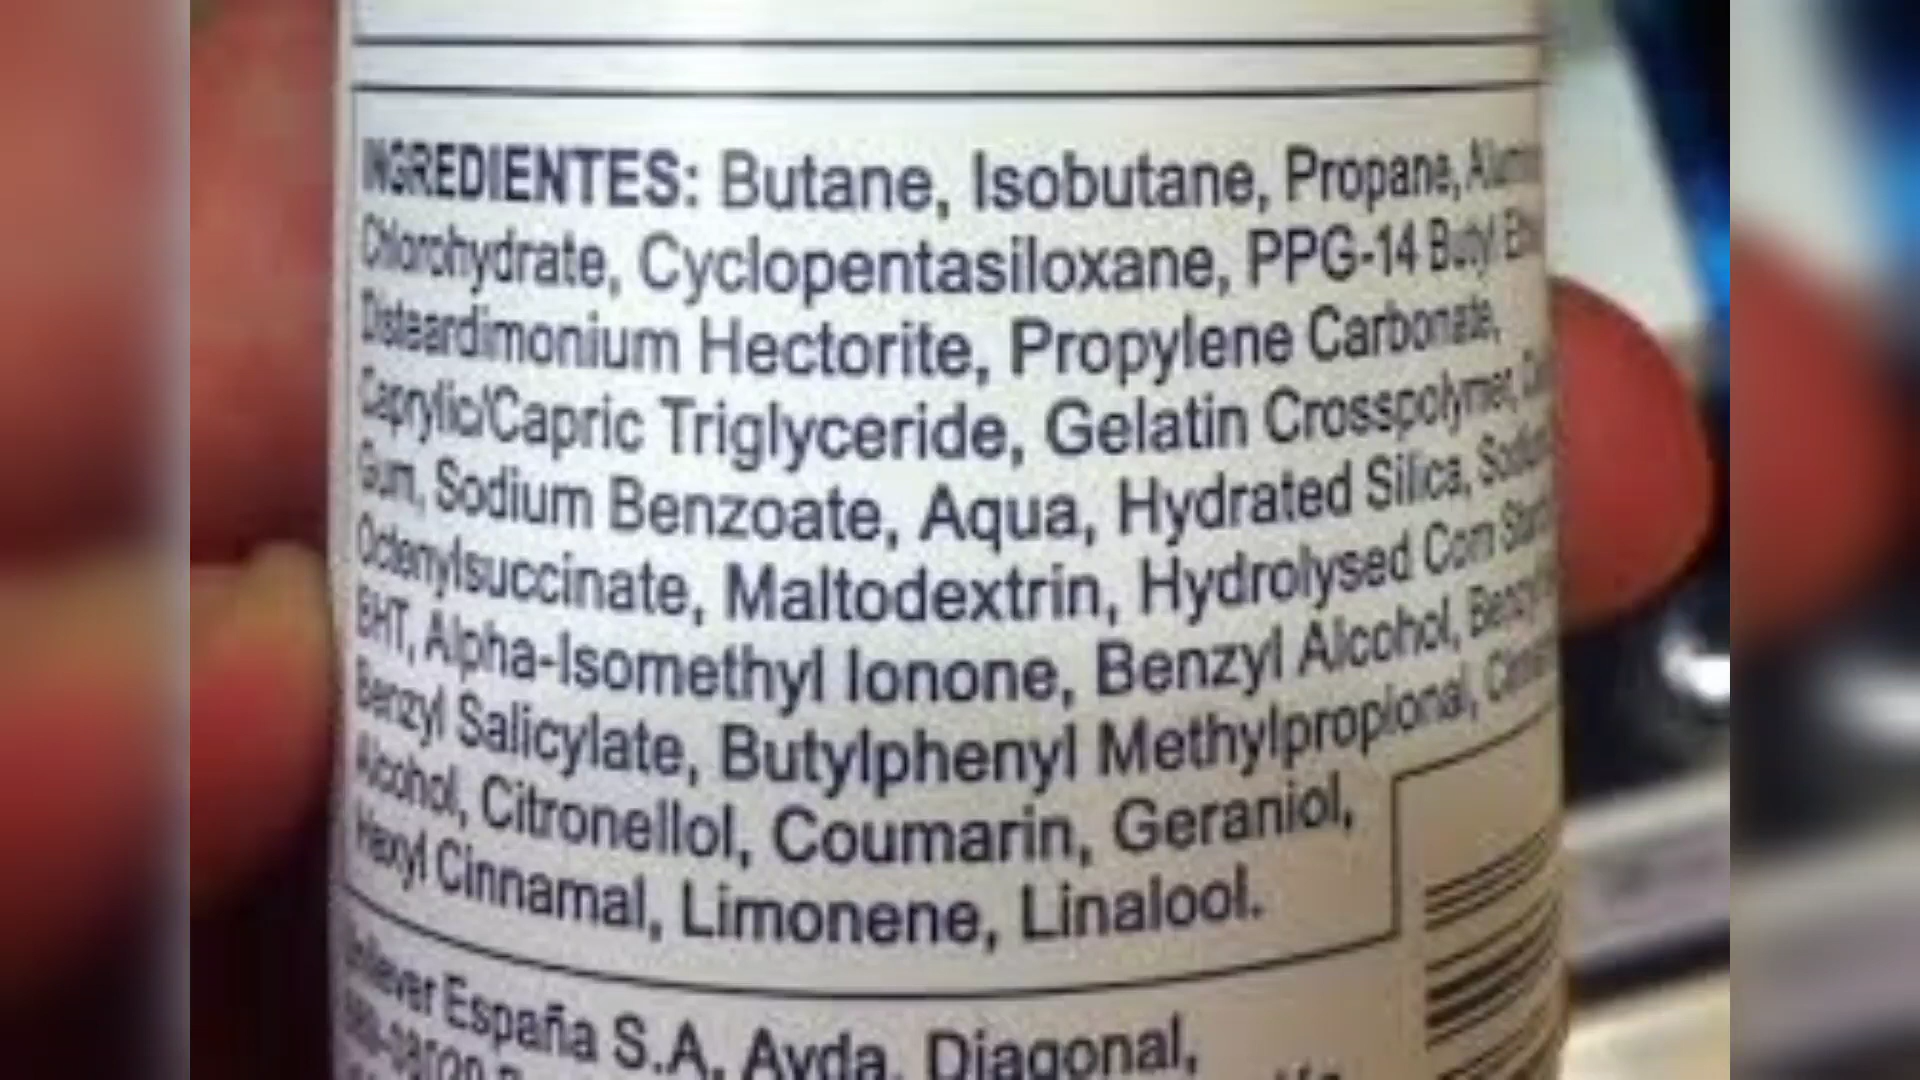 INGREDIENTES: Butane, Isobutane, Propane,
Chlorohydrate, Cyclopentasiloxane, PPG-14 Butyl
Disteardimonium Hectorite, Propylene Carbonate,
Caprylic/Capric Triglyceride, Gelatin Crosspolymer,
Gum, Sodium Benzoate, Aqua, Hydrated Silica,
Octenylsuccinate, Maltodextrin, Hydrolysed Corn
BHT, Alpha-Isomethyl Ionone, Benzyl Alcohol,
Benzyl Salicylate, Butylphenyl Methylpropional,
Alcohol, Citronellol, Coumarin, Geraniol,
Hexyl Cinnamal, Limonene, Linalool.
Unilever España S.A. Avda. Diagonal,